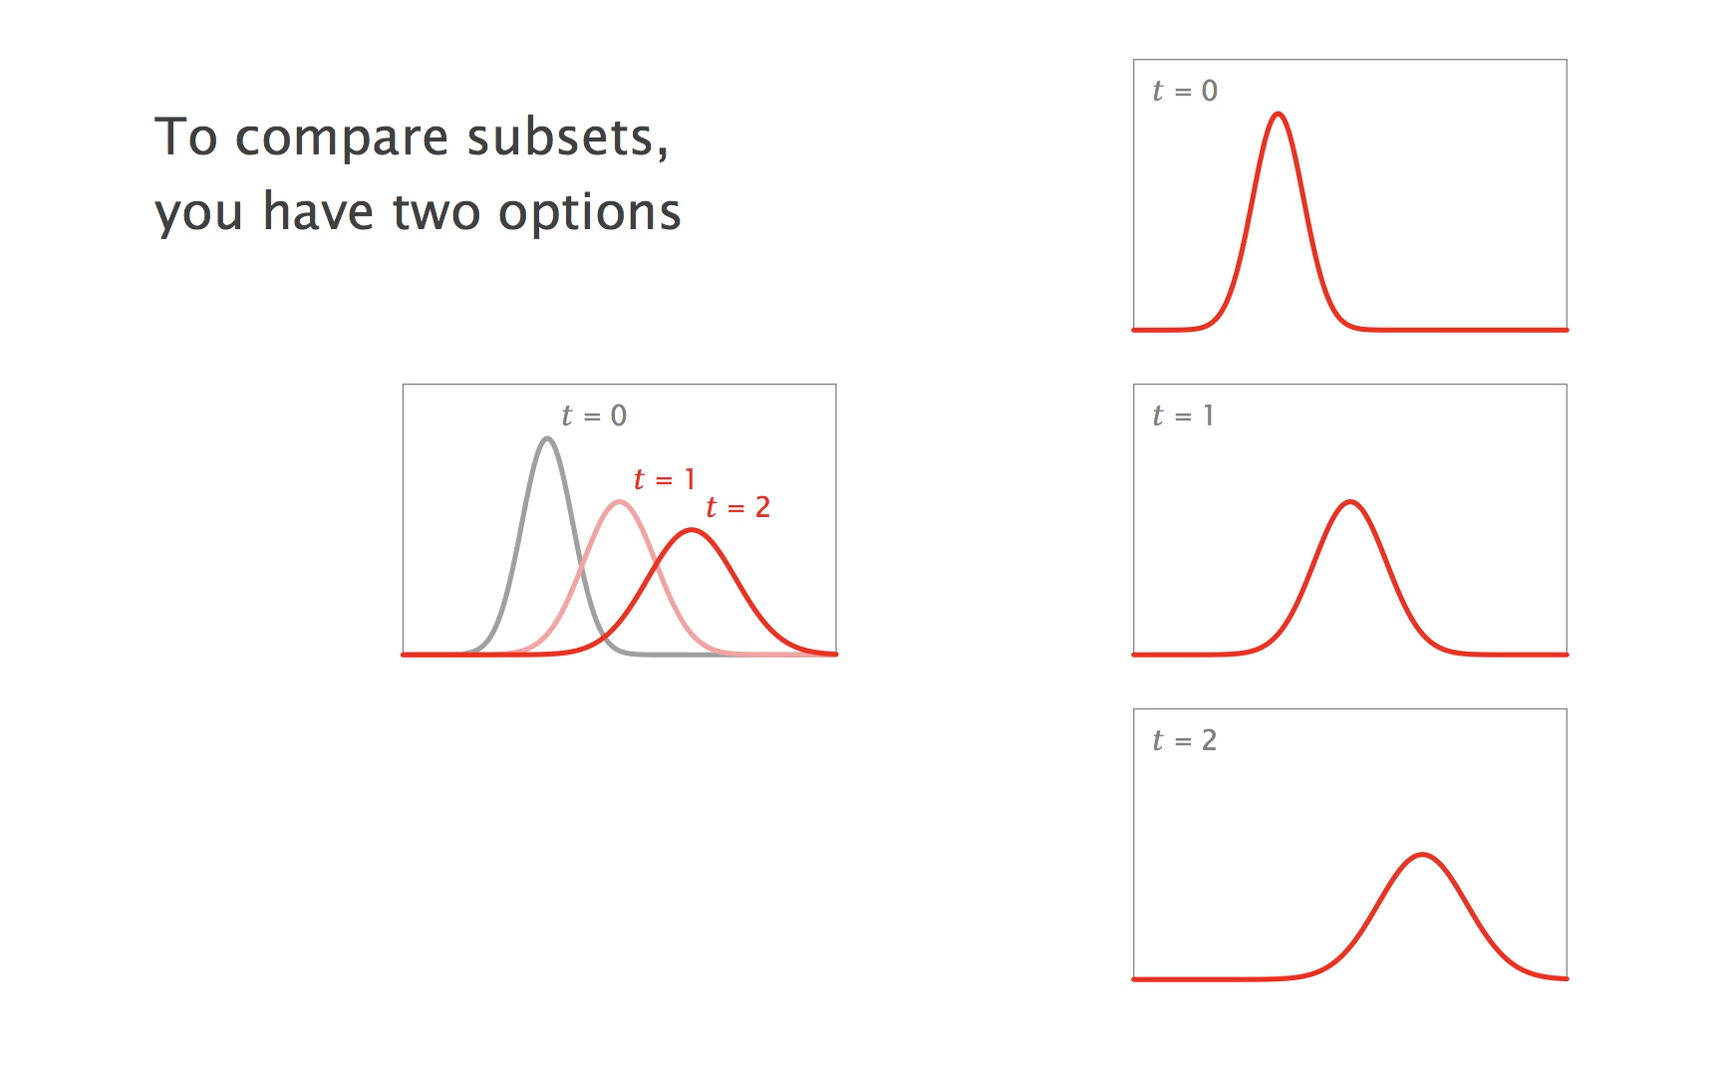 To compare subsets,
you have two options
t = 0
t = 1
t = 2
t = 0
t = 1
t = 2